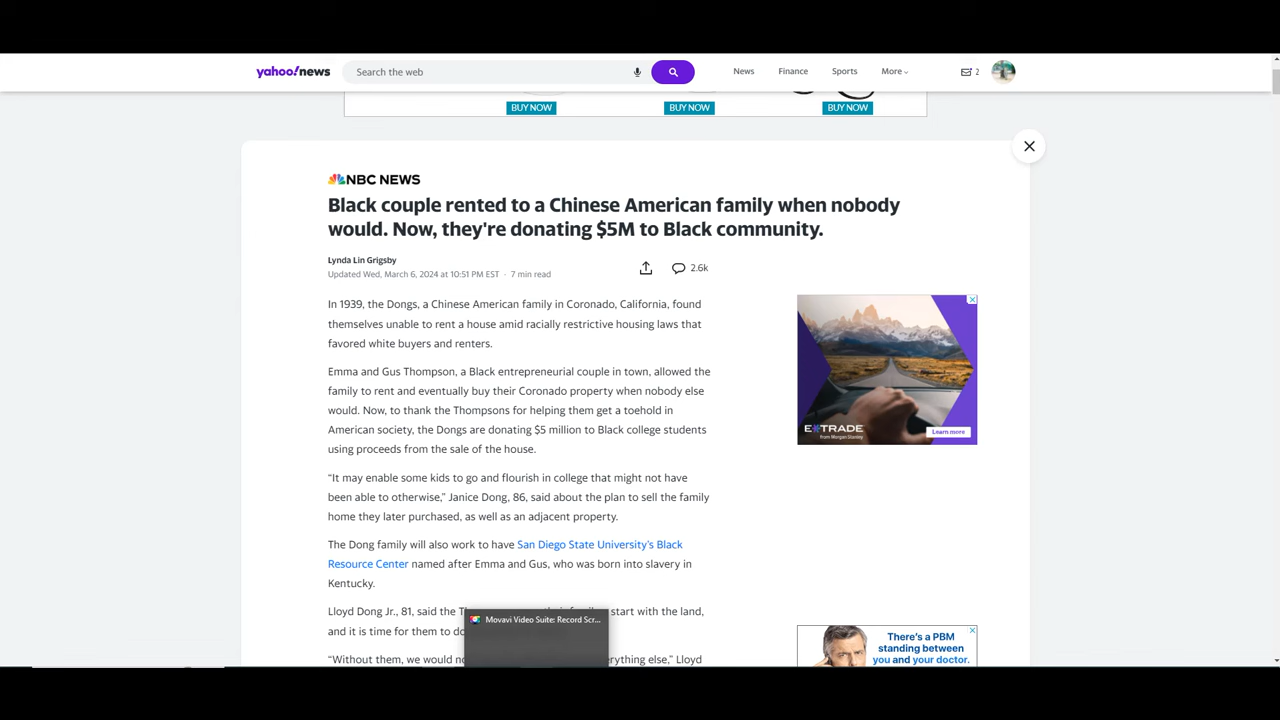 yahoo!news
Search the web
News
Finance
Sports
More
2
BUY NOW
BUY NOW
BUY NOW
NBC NEWS
Black couple rented to a Chinese American family when nobody
would. Now, they're donating $5M to Black community.
Lynda Lin Grigsby
Updated Wed, March 6, 2024 at 10:51 PM EST · 7 min read
2.6k
In 1939, the Dongs, a Chinese American family in Coronado, California, found
themselves unable to rent a house amid racially restrictive housing laws that
favored white buyers and renters.
Emma and Gus Thompson, a Black entrepreneurial couple in town, allowed the
family to rent and eventually buy their Coronado property when nobody else
would. Now, to thank the Thompsons for helping them get a toehold in
American society, the Dongs are donating $5 million to Black college students
using proceeds from the sale of the house.
“It may enable some kids to go and flourish in college that might not have
been able to otherwise,” Janice Dong, 86, said about the plan to sell the family
home they later purchased, as well as an adjacent property.
The Dong family will also work to have San Diego State University’s Black
Resource Center named after Emma and Gus, who was born into slavery in
Kentucky.
Lloyd Dong Jr., 81, said the start with the land,
and it is time for them to do
“Without them, we would everything else,” Lloyd
Movavi Video Suite: Record Scr...
E*TRADE
from Morgan Stanley
Learn more
There's a PBM
standing between
you and your doctor.